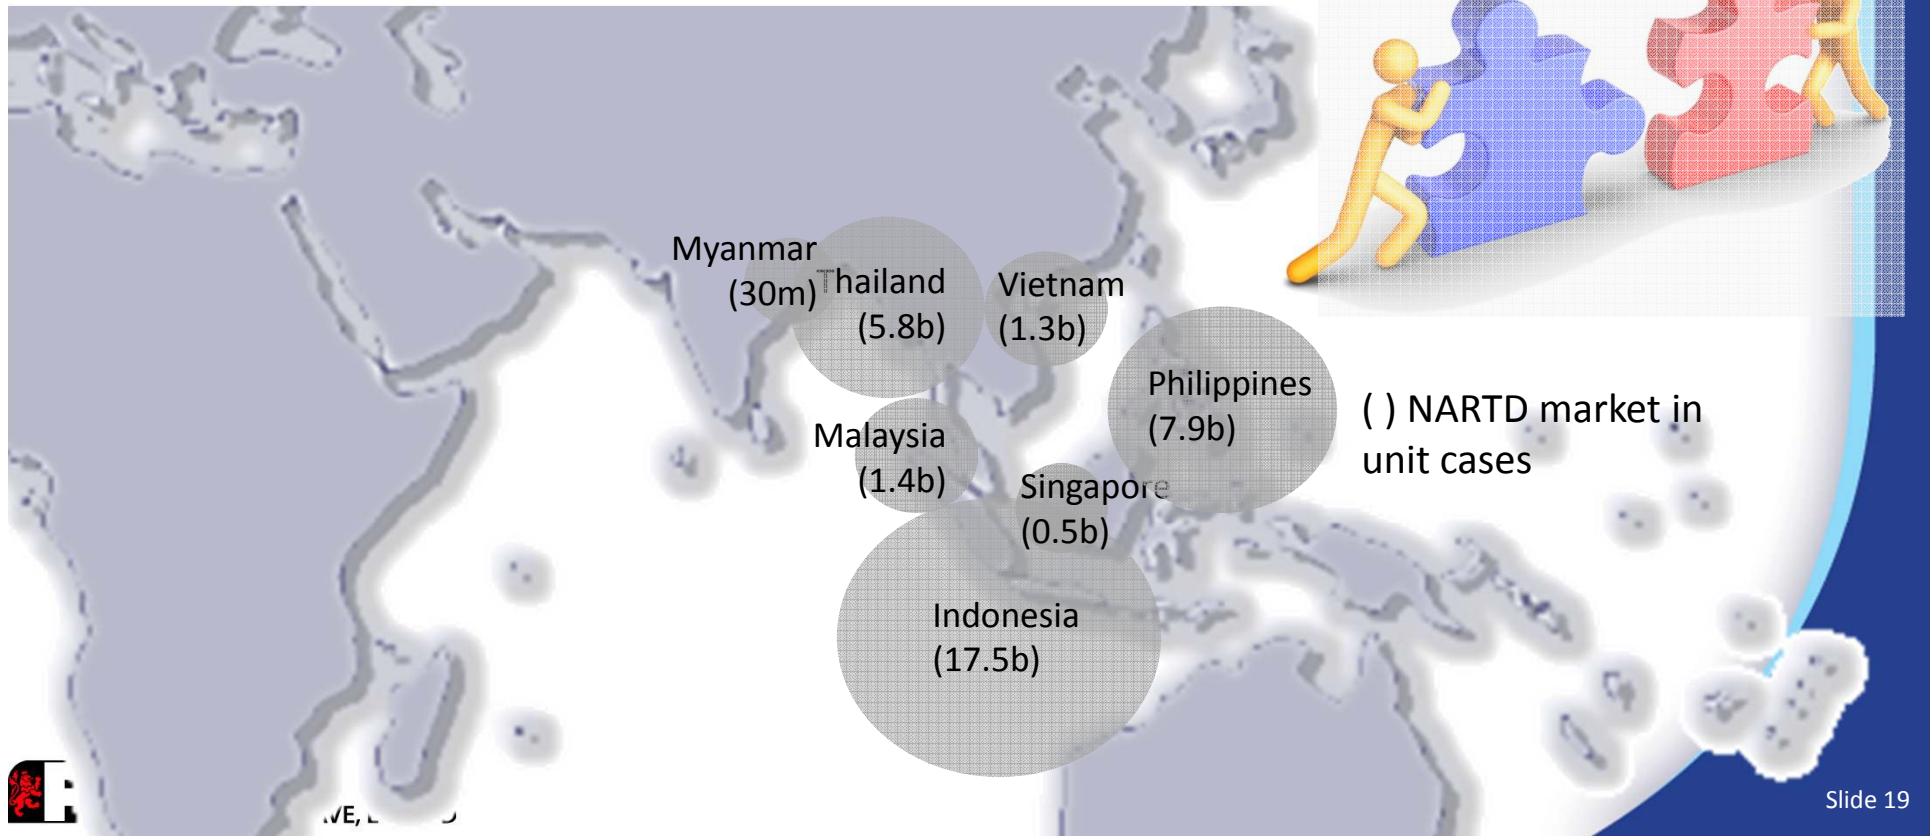 Myanmar
(30m)
Thailand
(5.8b)
Vietnam
(1.3b)
Philippines
(7.9b)
( ) NARTD market in
unit cases
Malaysia
(1.4b)
Singapore
(0.5b)
Indonesia
(17.5b)
Slide 19